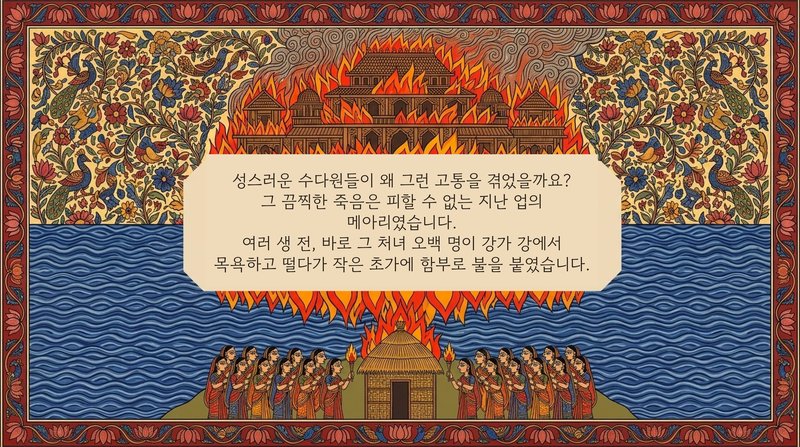 성스러운 수다원들이 왜 그런 고통을 겪었을까요?
그 끔찍한 죽음은 피할 수 없는 지난 업의
메아리였습니다.
여러 생 전, 바로 그 처녀 오백 명이 강가 강에서
목욕하고 떨다가 작은 초가에 함부로 불을 붙였습니다.